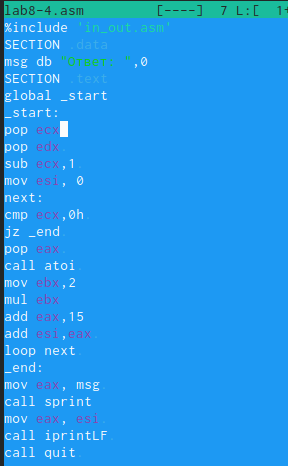 lab8-4.asm [----] 7 L:[ 1+
%include 'in_out.asm'
SECTION .data
msg db ",0
SECTION .text
global _start
_start:
pop ecx
pop edx
sub ecx,1
mov esi, 0
next:
cmp ecx,0h
jz _end
pop eax
call atoi
mov ebx,2
mul ebx
add eax,15
add esi,eax
loop next
_end:
mov eax, msg
call sprint
mov eax, esi
call iprintLF
call quit